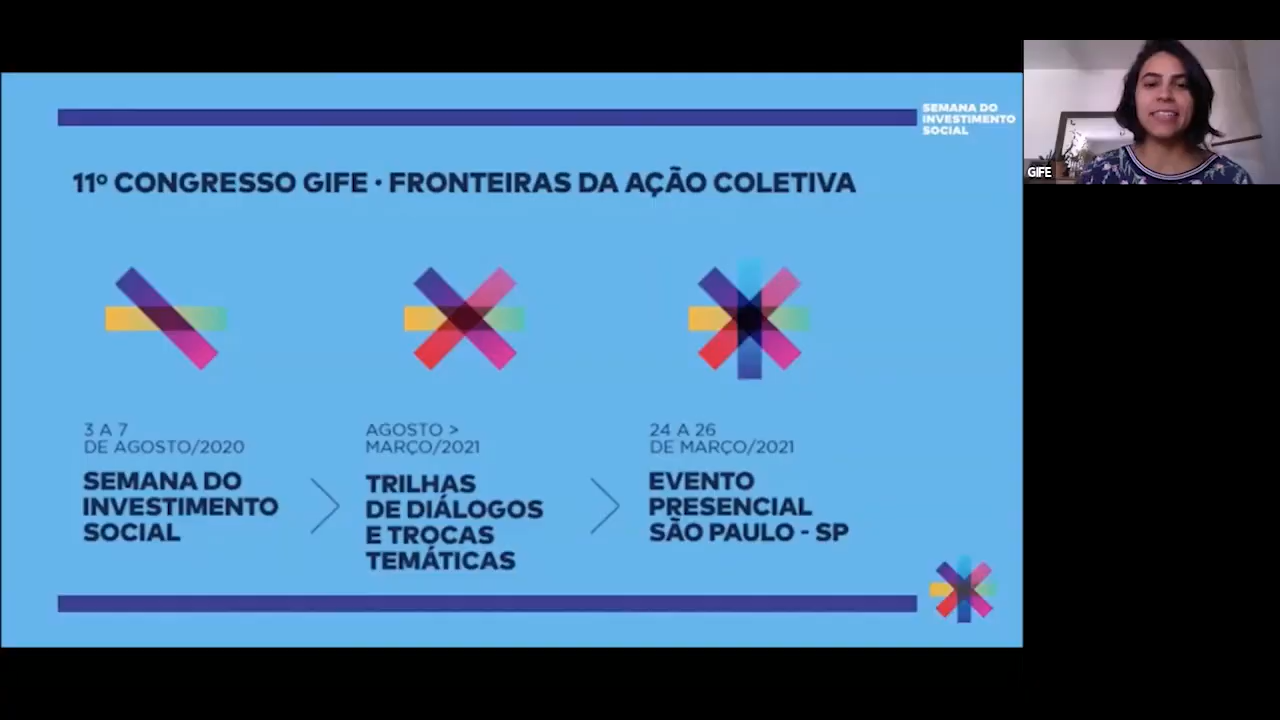 SEMANA DO
INVESTIMENTO
SOCIAL
11º CONGRESSO GIFE • FRONTEIRAS DA AÇÃO COLETIVA
3 A 7
DE AGOSTO/2020
SEMANA DO
INVESTIMENTO
SOCIAL
AGOSTO >
MARÇO/2021
TRILHAS
DE DIÁLOGOS
E TROCAS
TEMÁTICAS
24 A 26
DE MARÇO/2021
EVENTO
PRESENCIAL
SÃO PAULO - SP
GIFE